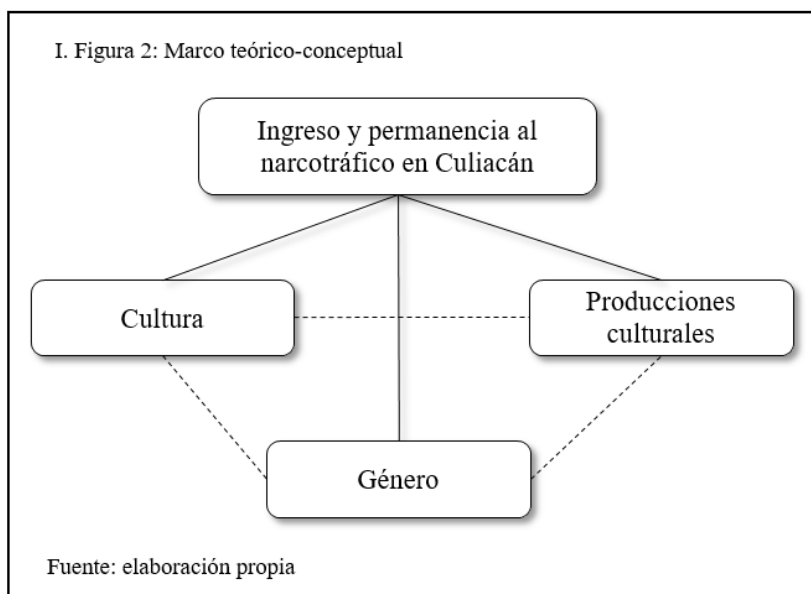 I. Figura 2: Marco teórico-conceptual
Ingreso y permanencia al
narcotráfico en Culiacán
Cultura
Producciones
culturales
Género
Fuente: elaboración propia